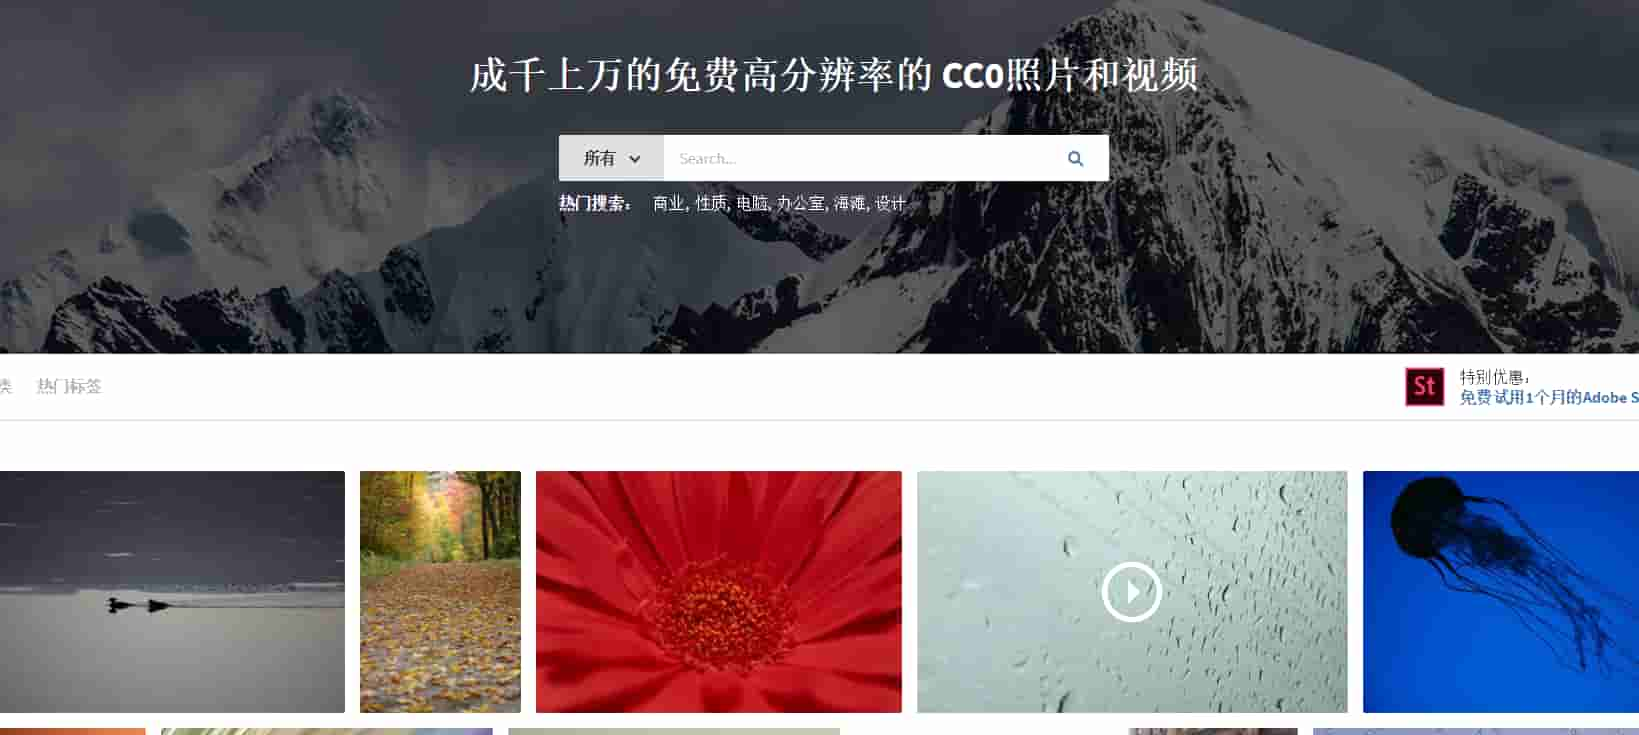 成千上万的免费高分辨率的 CC0照片和视频
所有
Search...
热门搜索: 商业, 性质, 电脑, 办公室, 海滩, 设计
类 热门标签
St
特别优惠:
免费试用1个月的Adobe S